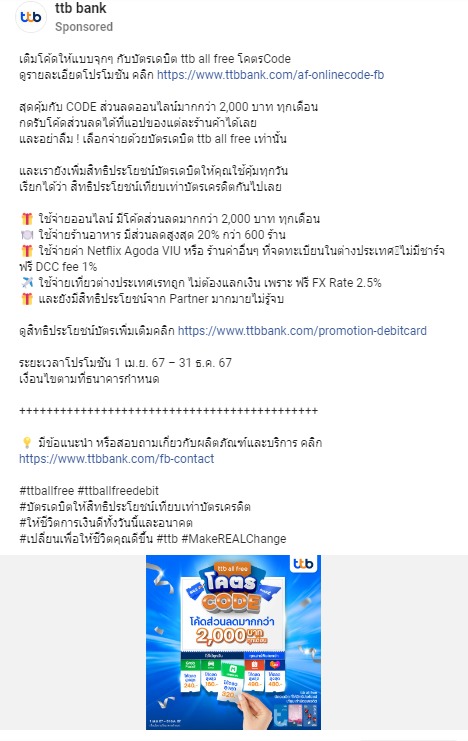 ttb
ttb bank
Sponsored
เติมโค้ดให้แบบจุกๆ กับบัตรเดบิต ttb all free โคตรCode
ดูรายละเอียดโปรโมชัน คลิก https://www.ttbbank.com/af-onlinecode-fb
สุดคุ้มกับ CODE ส่วนลดออนไลน์มากกว่า 2,000 บาท ทุกเดือน
กดรับโค้ดส่วนลดได้ที่แอปของแต่ละร้านค้าได้เลย
และอย่าลืม ! เลือกจ่ายด้วยบัตรเดบิต ttb all free เท่านั้น
และเรายังเพิ่มสิทธิประโยชน์บัตรเดบิตให้คุณใช้คุ้มทุกวัน
เรียกได้ว่า สิทธิประโยชน์เทียบเท่าบัตรเครดิตกันไปเลย
🎁 ใช้จ่ายออนไลน์ มีโค้ดส่วนลดมากกว่า 2,000 บาท ทุกเดือน
🍽️ ใช้จ่ายร้านอาหาร มีส่วนลดสูงสุด 20% กว่า 600 ร้าน
🎁 ใช้จ่ายค่า Netflix Agoda VIU หรือ ร้านค้าอื่นๆ ที่จดทะเบียนในต่างประเทศ ไม่มีชาร์จ
ฟรี DCC fee 1%
✈️ ใช้จ่ายเที่ยวต่างประเทศเรทถูก ไม่ต้องแลกเงิน เพราะ ฟรี FX Rate 2.5%
🎁 และยังมีสิทธิประโยชน์จาก Partner มากมายไม่รู้จบ
ดูสิทธิประโยชน์บัตรเพิ่มเติมคลิก https://www.ttbbank.com/promotion-debitcard
ระยะเวลาโปรโมชัน 1 เม.ย. 67 – 31 ธ.ค. 67
เงื่อนไขตามที่ธนาคารกำหนด
+++++++++++++++++++++++++++++++++++++++++++
💡 มีข้อแนะนำ หรือสอบถามเกี่ยวกับผลิตภัณฑ์และบริการ คลิก
https://www.ttbbank.com/fb-contact
#ttballfree #ttballfreedebit
#บัตรเดบิตให้สิทธิประโยชน์เทียบเท่าบัตรเครดิต
#ให้ชีวิตการเงินดีทั้งวันนี้และอนาคต
#เปลี่ยนเพื่อให้ชีวิตคุณดีขึ้น #ttb #MakeREALChange
ttb
ttb all free
โคตร
CODE
โค้ดส่วนลดมากกว่า
2,000 บาท
ทุกเดือน
240.- 180.- 320.- 490.- 480.-
ttb all free